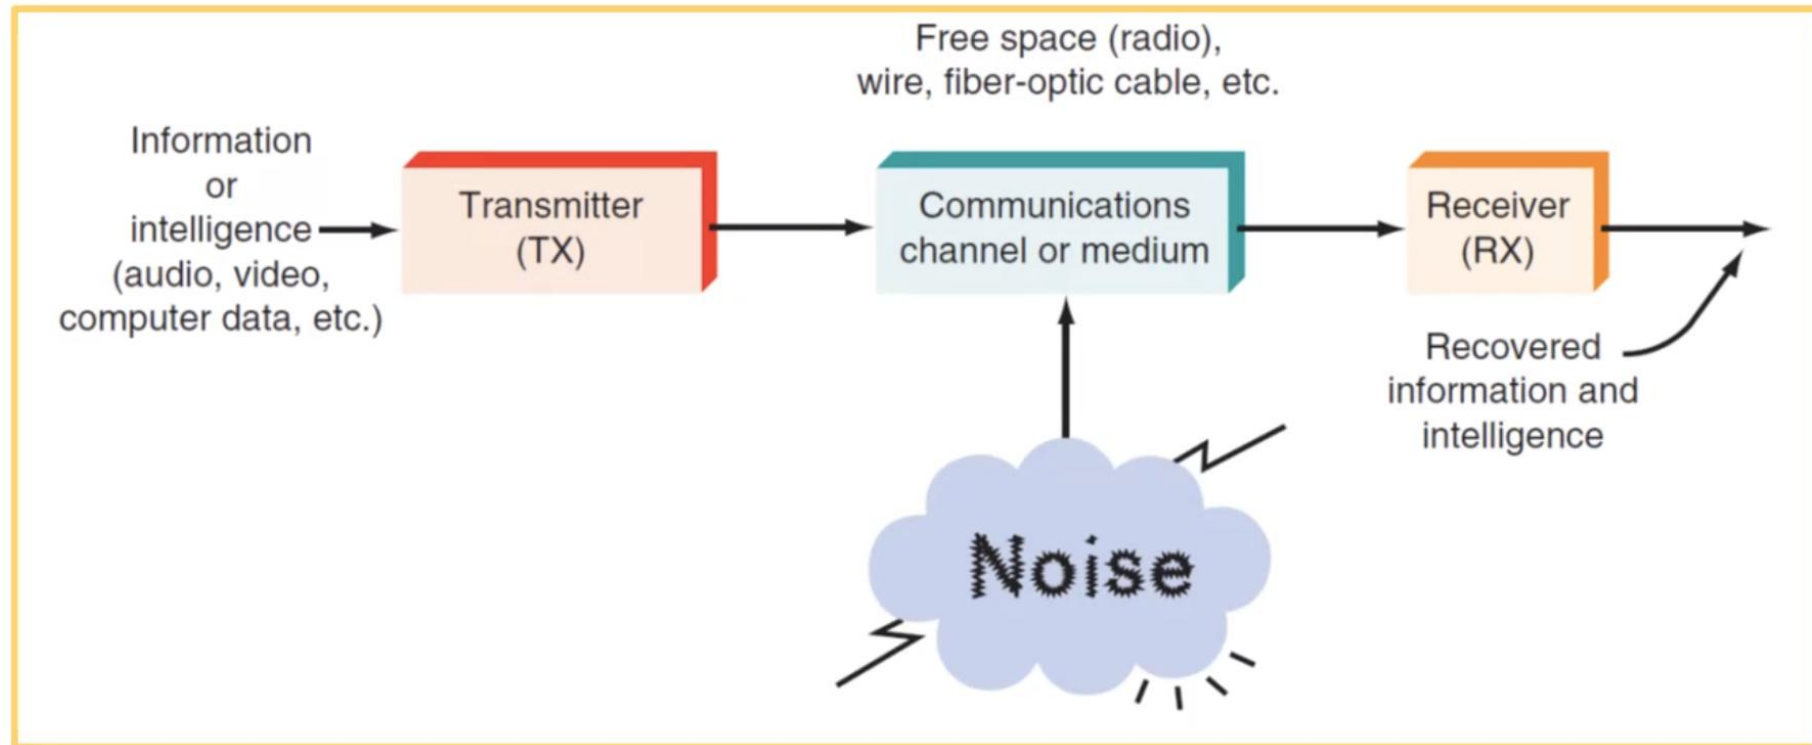 Free space (radio),
wire, fiber-optic cable, etc.
Information
or
intelligence
(audio, video,
computer data, etc.)
Transmitter
(TX)
Communications
channel or medium
Receiver
(RX)
Recovered
information and
intelligence
Noise